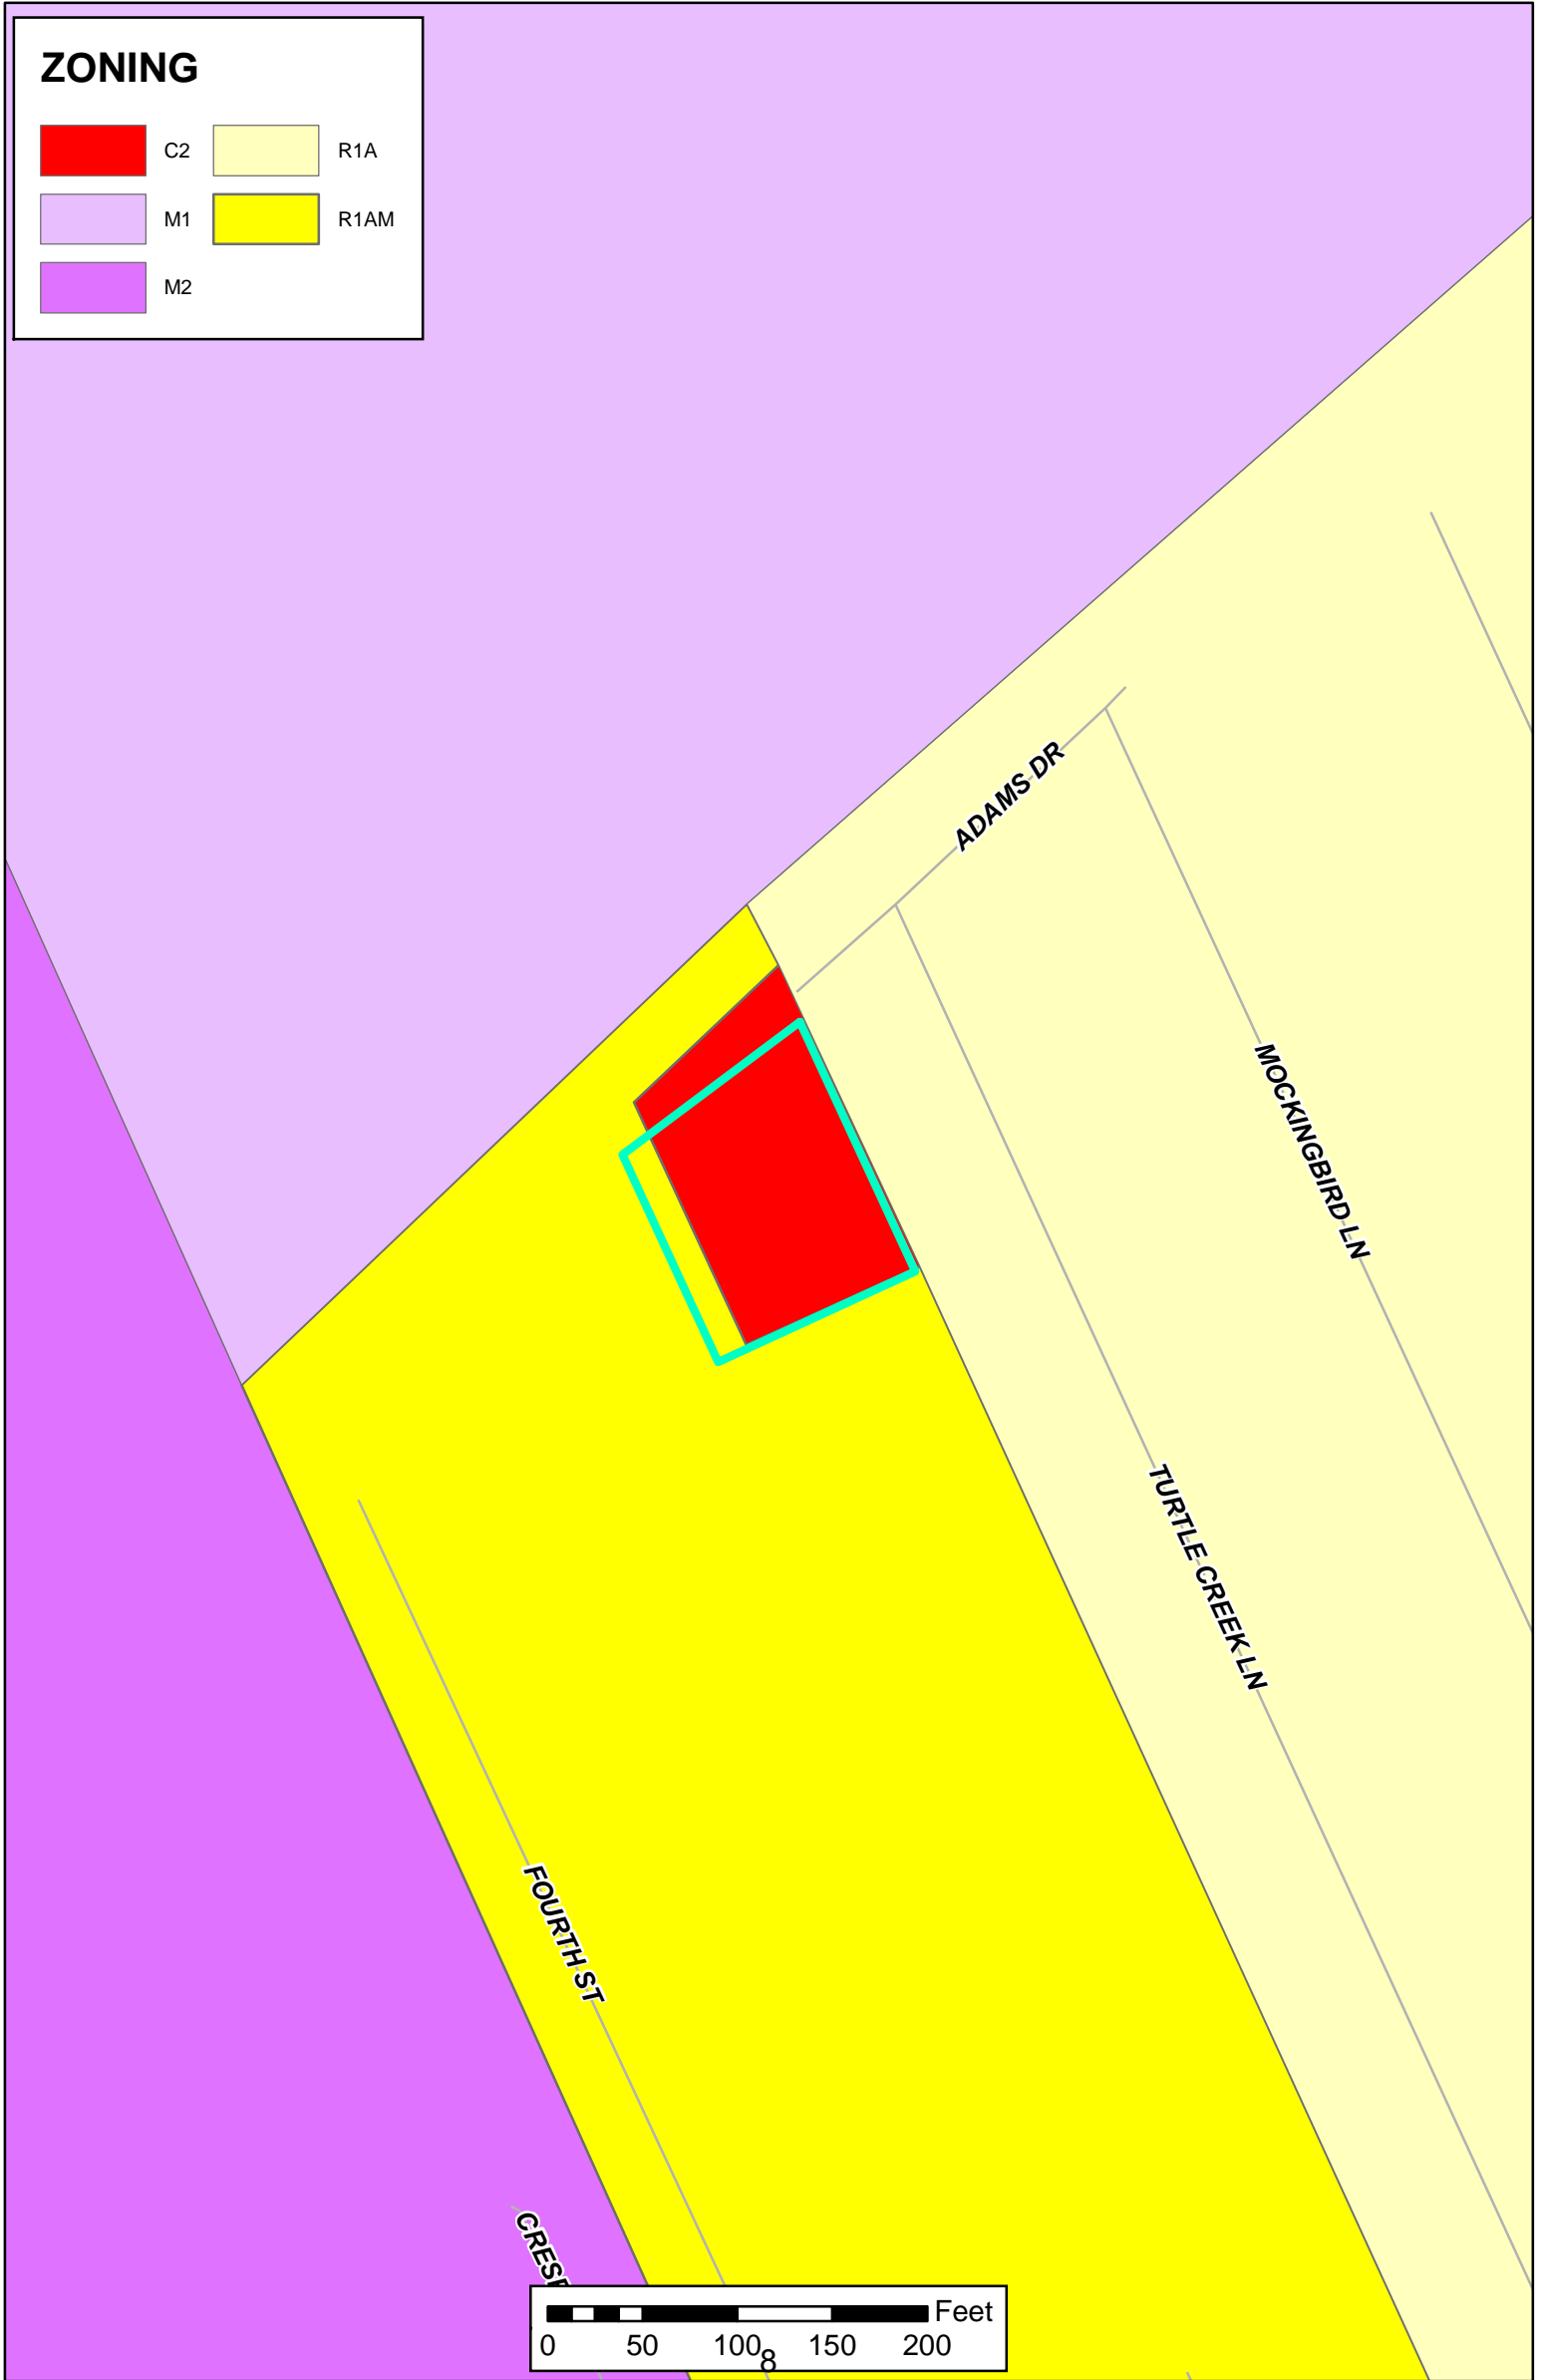 ZONING
C2
R1A
M1
R1AM
M2
ADAMS DR
MOCKINGBIRD LN
TURTLE CREEK LN
FOURTH ST
Feet
0 50 100 150 200
8